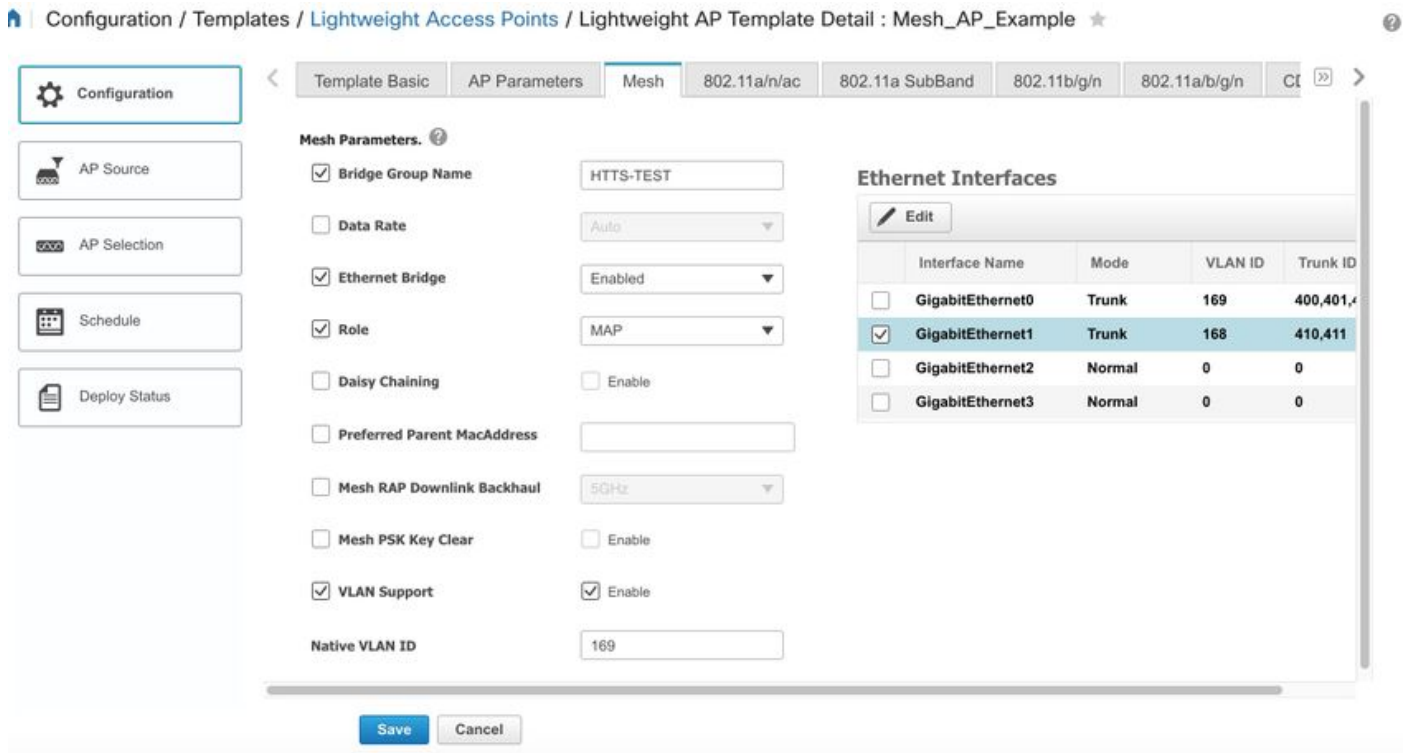 Configuration / Templates / Lightweight Access Points / Lightweight AP Template Detail : Mesh_AP_Example
Configuration
AP Source
AP Selection
Schedule
Deploy Status
Template Basic AP Parameters Mesh 802.11a/n/ac 802.11a SubBand 802.11b/g/n 802.11a/b/g/n
Mesh Parameters.
Bridge Group Name HTTS-TEST
Data Rate Auto
Ethernet Bridge Enabled
Role MAP
Daisy Chaining Enable
Preferred Parent MacAddress
Mesh RAP Downlink Backhaul 5GHz
Mesh PSK Key Clear Enable
VLAN Support Enable
Native VLAN ID 169
Ethernet Interfaces
Edit
Interface Name Mode VLAN ID Trunk ID
GigabitEthernet0 Trunk 169 400,401,
GigabitEthernet1 Trunk 168 410,411
GigabitEthernet2 Normal 0 0
GigabitEthernet3 Normal 0 0
Save Cancel